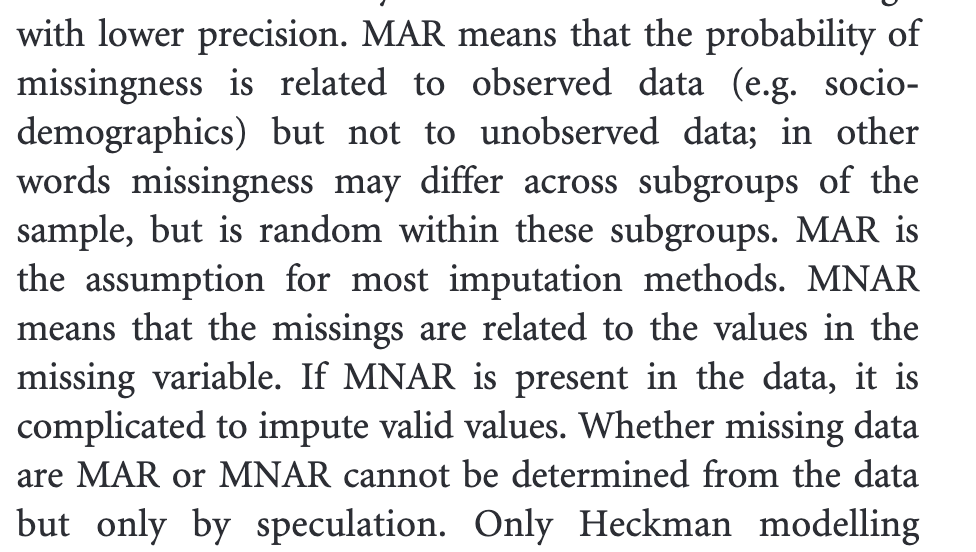 with lower precision. MAR means that the probability of
missingness is related to observed data (e.g. socio-
demographics) but not to unobserved data; in other
words missingness may differ across subgroups of the
sample, but is random within these subgroups. MAR is
the assumption for most imputation methods. MNAR
means that the missings are related to the values in the
missing variable. If MNAR is present in the data, it is
complicated to impute valid values. Whether missing data
are MAR or MNAR cannot be determined from the data
but only by speculation. Only Heckman modelling